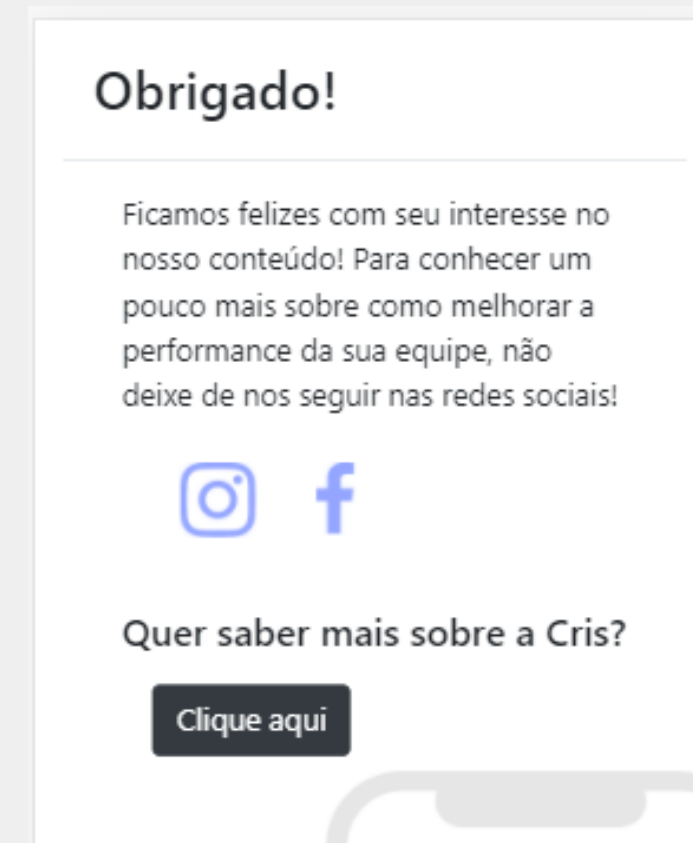 Obrigado!
Ficamos felizes com seu interesse no
nosso conteúdo! Para conhecer um
pouco mais sobre como melhorar a
performance da sua equipe, não
deixe de nos seguir nas redes sociais!
Quer saber mais sobre a Cris?
Clique aqui